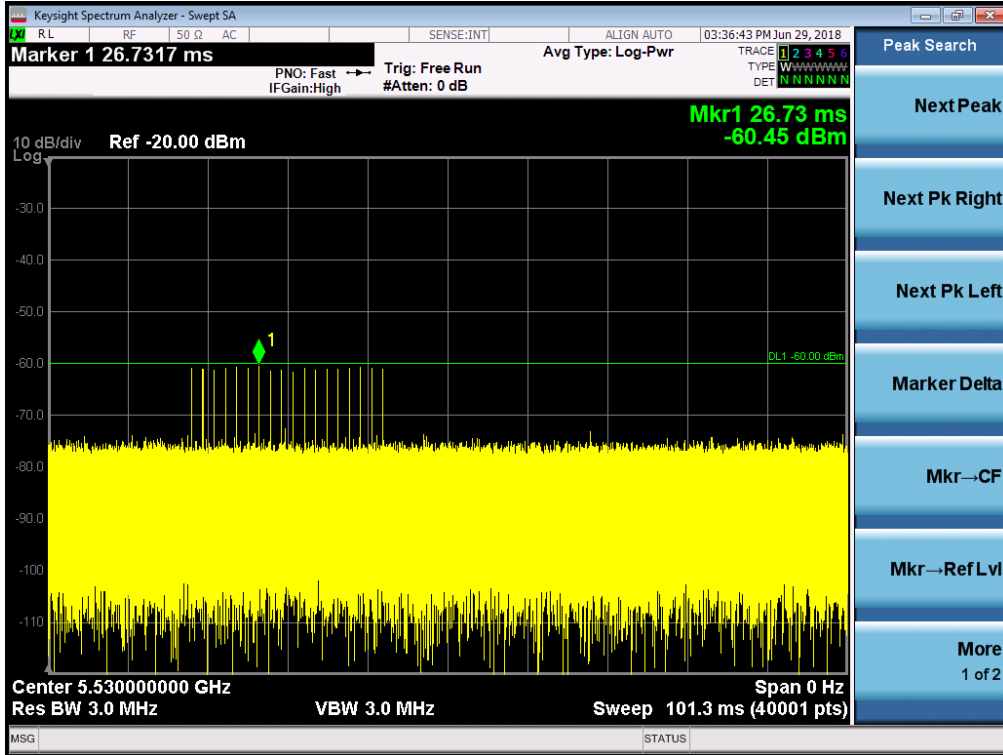 Keysight Spectrum Analyzer - Swept SA
LXI RL RF 50 Ω AC SENSE:INT ALIGN AUTO 03:36:43 PM Jun 29, 2018
Marker 1 26.7317 ms
PNO: Fast
IFGain:High
Trig: Free Run
#Atten: 0 dB
Avg Type: Log-Pwr
TRACE 1 2 3 4 5 6
TYPE WWWWWW
DET N N N N N N
Peak Search
Mkr1 26.73 ms
-60.45 dBm
10 dB/div Ref -20.00 dBm
Log
-30.0
-40.0
-50.0
1
-60.0
DL1 -60.00 dBm
-70.0
-80.0
-90.0
-100
-110
Center 5.530000000 GHz Span 0 Hz
Res BW 3.0 MHz VBW 3.0 MHz Sweep 101.3 ms (40001 pts)
MSG STATUS
Next Peak
Next Pk Right
Next Pk Left
Marker Delta
Mkr→CF
Mkr→Ref Lvl
More
1 of 2